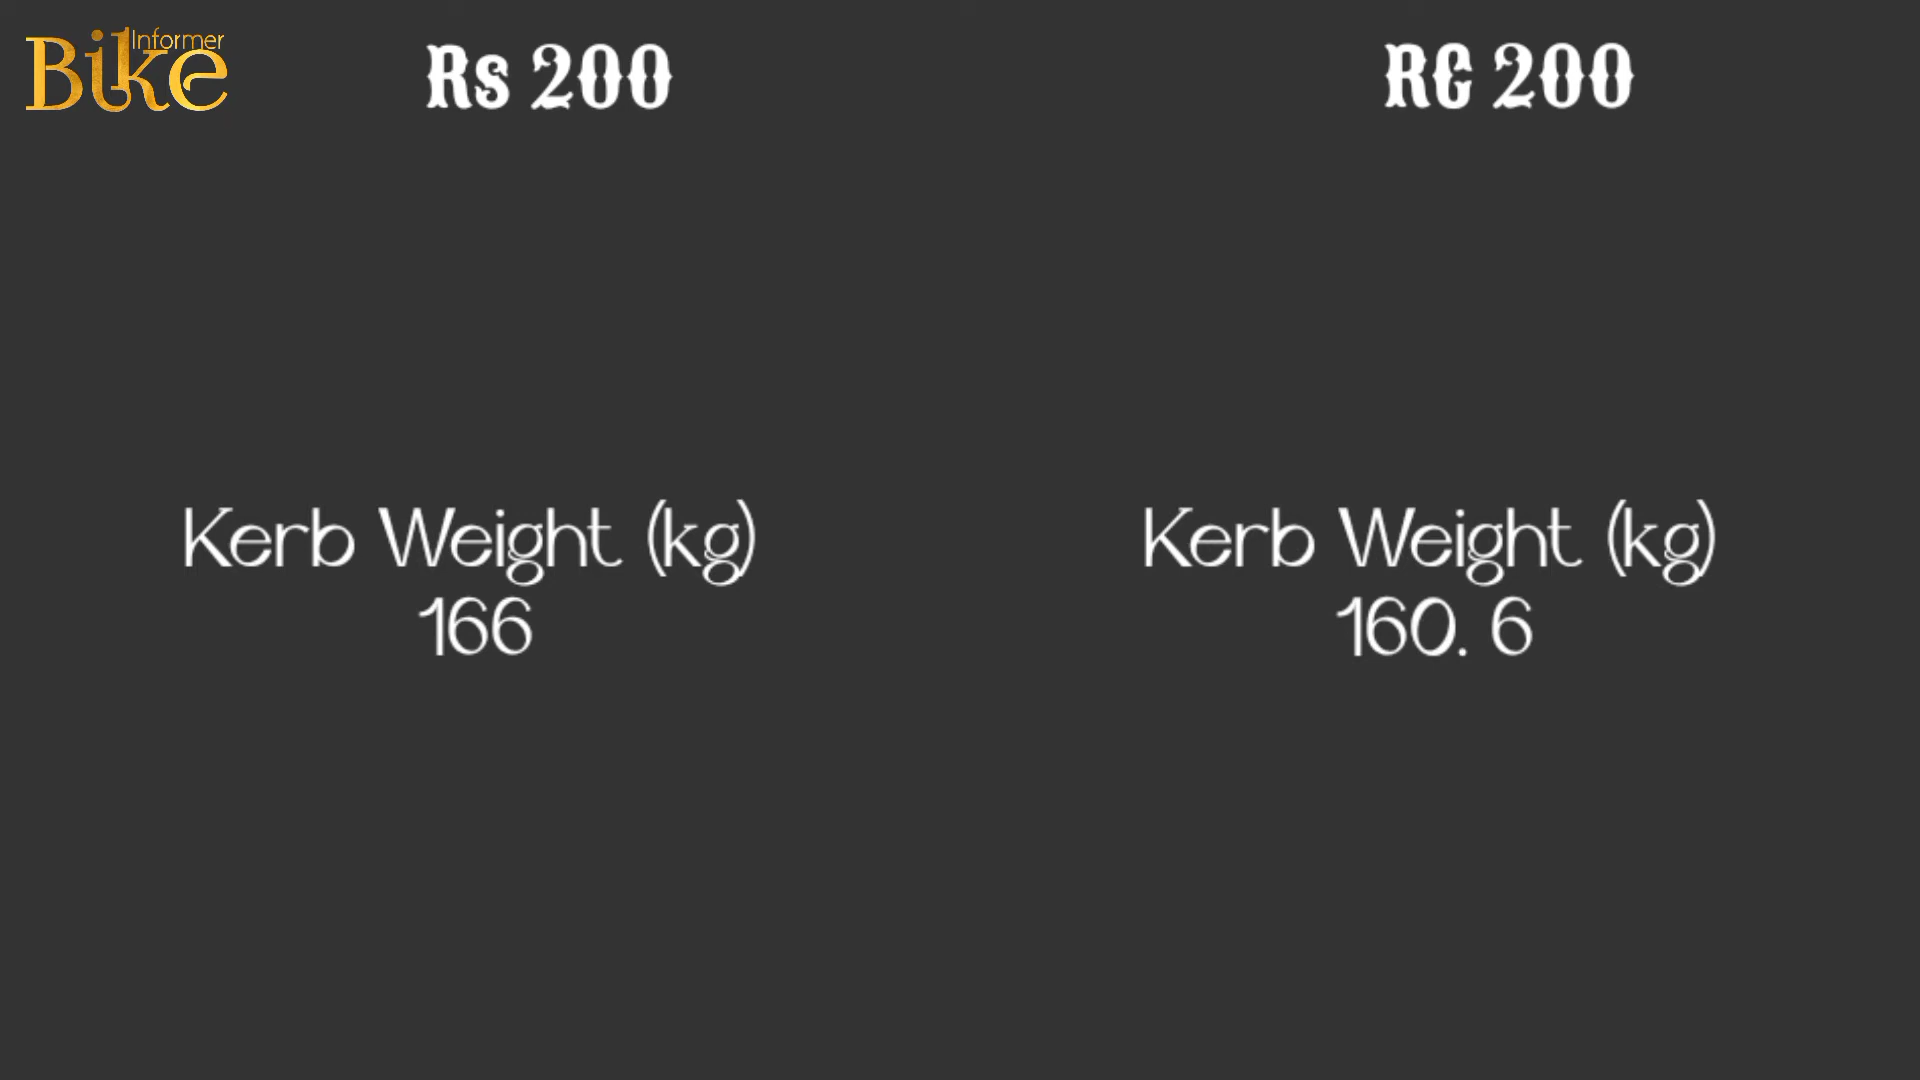 Bike Informer
Rs 200
RC 200
Kerb Weight (kg)
166
Kerb Weight (kg)
160. 6